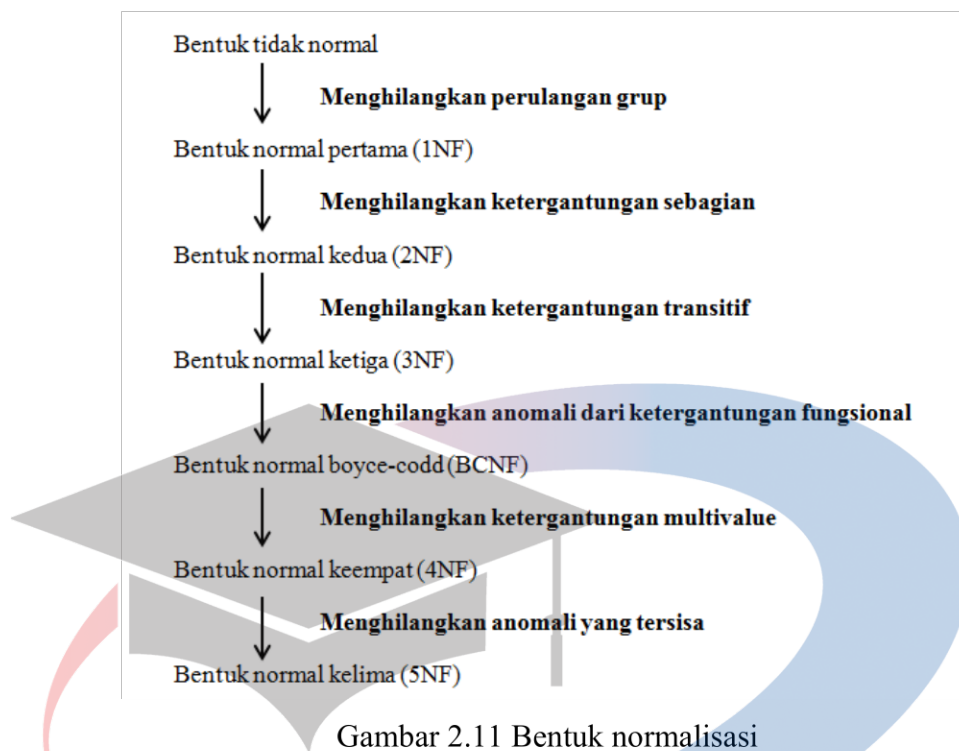 Bentuk tidak normal
Menghilangkan perulangan grup
Bentuk normal pertama (1NF)
Menghilangkan ketergantungan sebagian
Bentuk normal kedua (2NF)
Menghilangkan ketergantungan transitif
Bentuk normal ketiga (3NF)
Menghilangkan anomali dari ketergantungan fungsional
Bentuk normal boyce-codd (BCNF)
Menghilangkan ketergantungan multivalue
Bentuk normal keempat (4NF)
Menghilangkan anomali yang tersisa
Bentuk normal kelima (5NF)
Gambar 2.11 Bentuk normalisasi